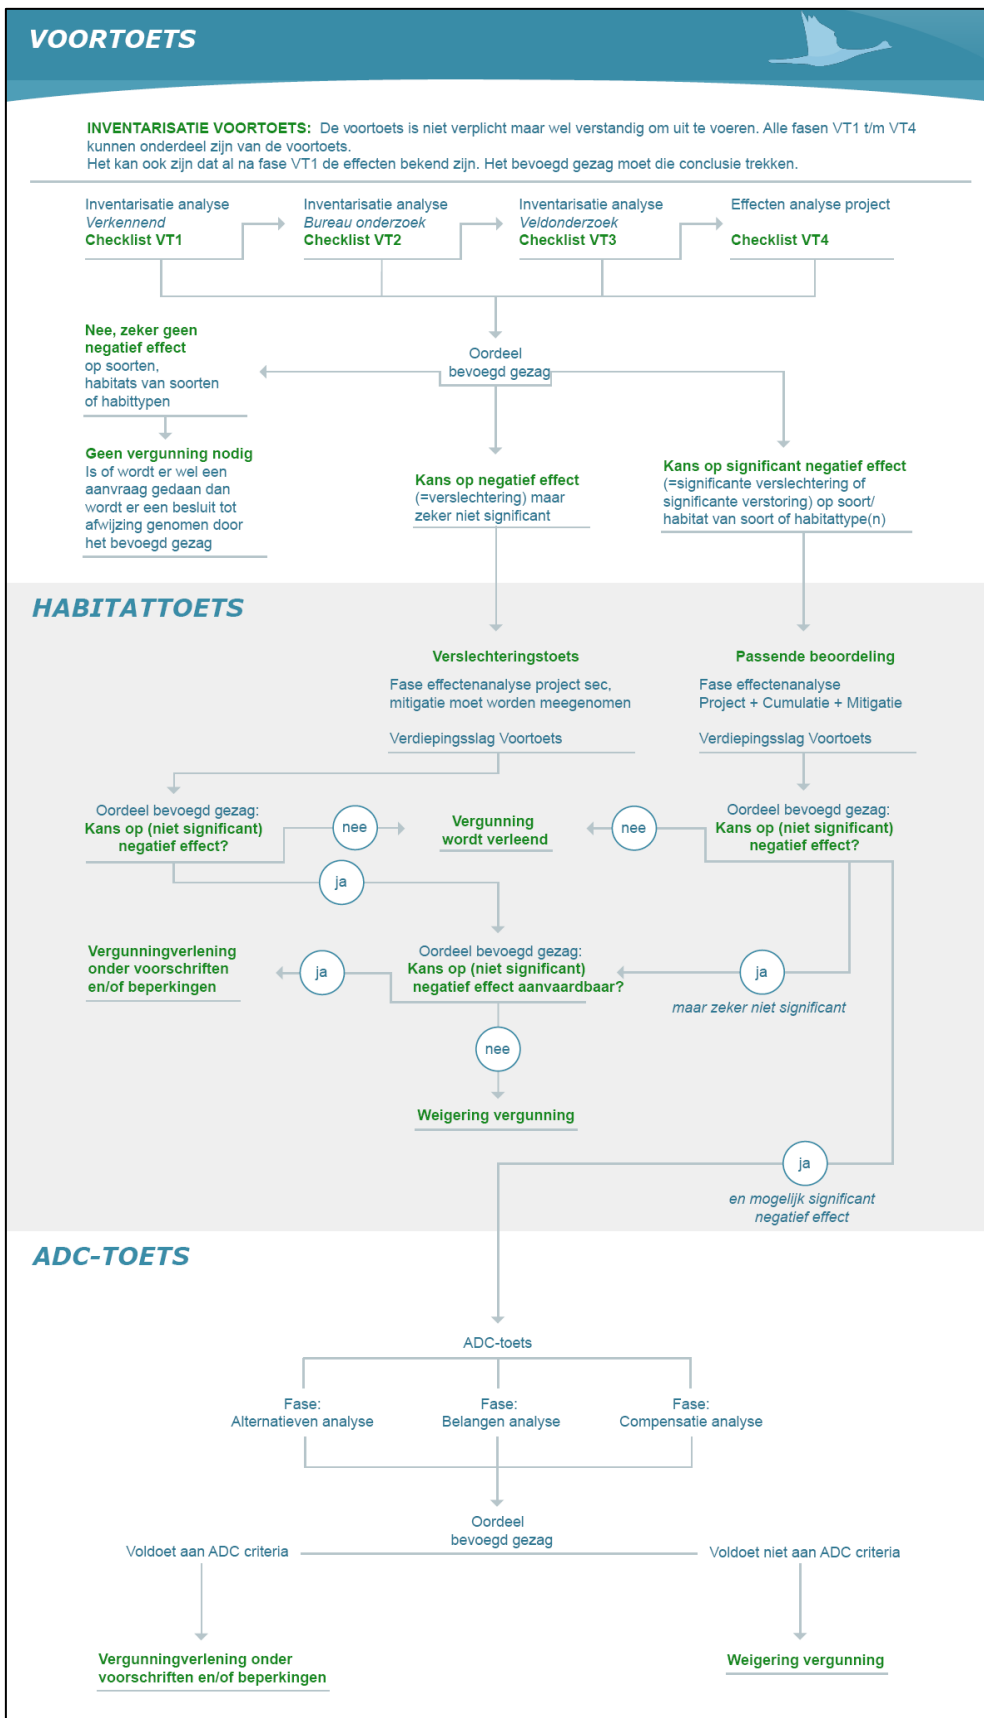 VOORTOETS
INVENTARISATIE VOORTOETS: De voortoets is niet verplicht maar wel verstandig om uit te voeren. Alle fasen VT1 t/m VT4
kunnen onderdeel zijn van de voortoets.
Het kan ook zijn dat al na fase VT1 de effecten bekend zijn. Het bevoegd gezag moet die conclusie trekken.
Inventarisatie analyse
Verkennend
Checklist VT1
Inventarisatie analyse
Bureau onderzoek
Checklist VT2
Inventarisatie analyse
Veldonderzoek
Checklist VT3
Effecten analyse project
Checklist VT4
Oordeel
bevoegd gezag
Nee, zeker geen
negatief effect
op soorten,
habitats van soorten
of habittypen
Geen vergunning nodig
Is of wordt er wel een
aanvraag gedaan dan
wordt er een besluit tot
afwijzing genomen door
het bevoegd gezag
Kans op negatief effect
(=verslechtering) maar
zeker niet significant
Kans op significant negatief effect
(=significante verslechtering of
significante verstoring) op soort/
habitat van soort of habitattype(n)
HABITATTOETS
Verslechteringstoets
Fase effectenanalyse project sec,
mitigatie moet worden meegenomen
Verdiepingsslag Voortoets
Passende beoordeling
Fase effectenanalyse
Project + Cumulatie + Mitigatie
Verdiepingsslag Voortoets
Oordeel bevoegd gezag:
Kans op (niet significant)
negatief effect?
nee
Vergunning
wordt verleend
nee
Oordeel bevoegd gezag:
Kans op (niet significant)
negatief effect?
ja
Vergunningverlening
onder voorschriften
en/of beperkingen
ja
Oordeel bevoegd gezag:
Kans op (niet significant)
negatief effect aanvaardbaar?
ja
maar zeker niet significant
nee
Weigering vergunning
ja
en mogelijk significant
negatief effect
ADC-TOETS
ADC-toets
Fase:
Alternatieven analyse
Fase:
Belangen analyse
Fase:
Compensatie analyse
Oordeel
bevoegd gezag
Voldoet aan ADC criteria
Voldoet niet aan ADC criteria
Vergunningverlening onder
voorschriften en/of beperkingen
Weigering vergunning